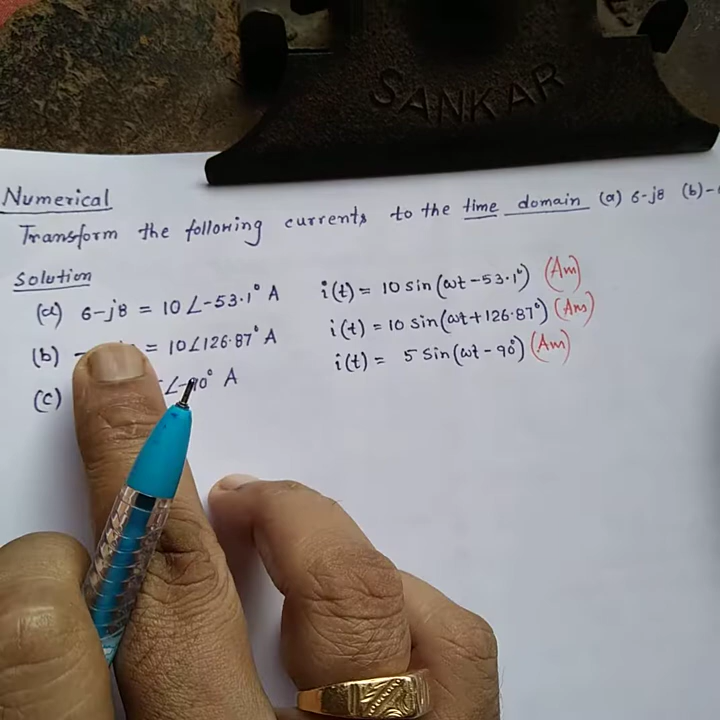 SANKAR
Numerical
Transform the following currents to the time domain (a) 6-j8 (b) -
Solution
(a) 6-j8 = 10∠-53.1° A i(t) = 10 sin(ωt-53.1°) (Ans)
(b) = 10∠126.87° A i(t) = 10 sin(ωt+126.87°) (Ans)
(c) ∠-90° A i(t) = 5 sin(ωt-90°) (Ans)